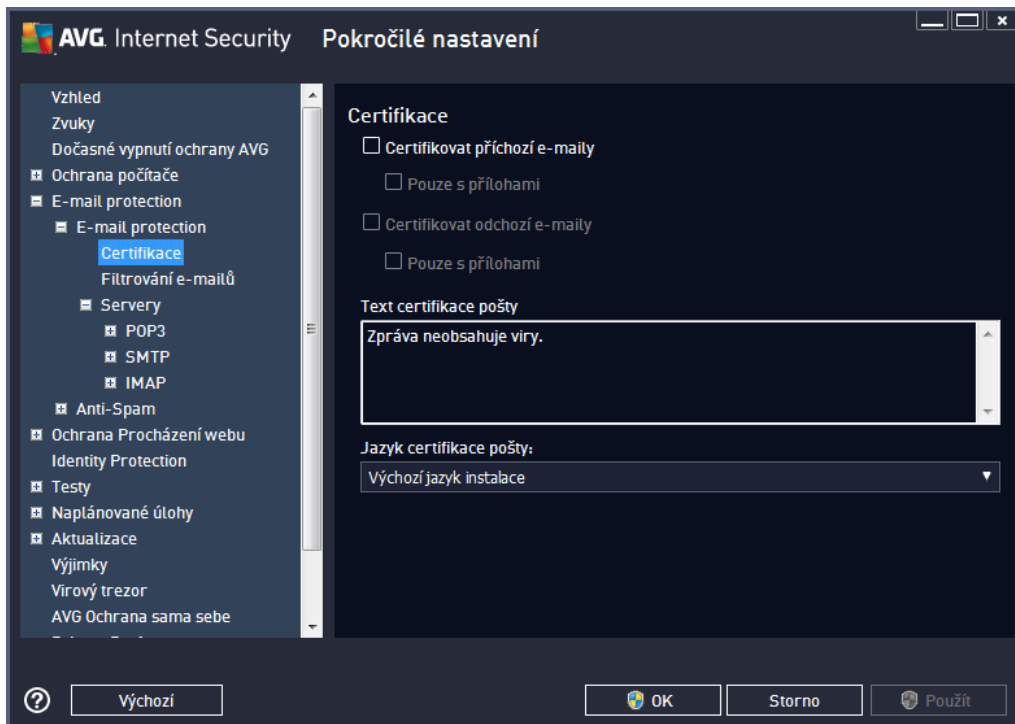 AVG. Internet Security Pokročilé nastavení
Vzhled
Zvuky
Dočasné vypnutí ochrany AVG
Ochrana počítače
E-mail protection
E-mail protection
Certifikace
Filtrování e-mailů
Servery
POP3
SMTP
IMAP
Anti-Spam
Ochrana Procházení webu
Identity Protection
Testy
Naplánované úlohy
Aktualizace
Výjimky
Virový trezor
AVG Ochrana sama sebe
Certifikace
Certifikovat příchozí e-maily
Pouze s přílohami
Certifikovat odchozí e-maily
Pouze s přílohami
Text certifikace pošty
Zpráva neobsahuje viry.
Jazyk certifikace pošty:
Výchozí jazyk instalace
Výchozí
OK
Storno
Použít